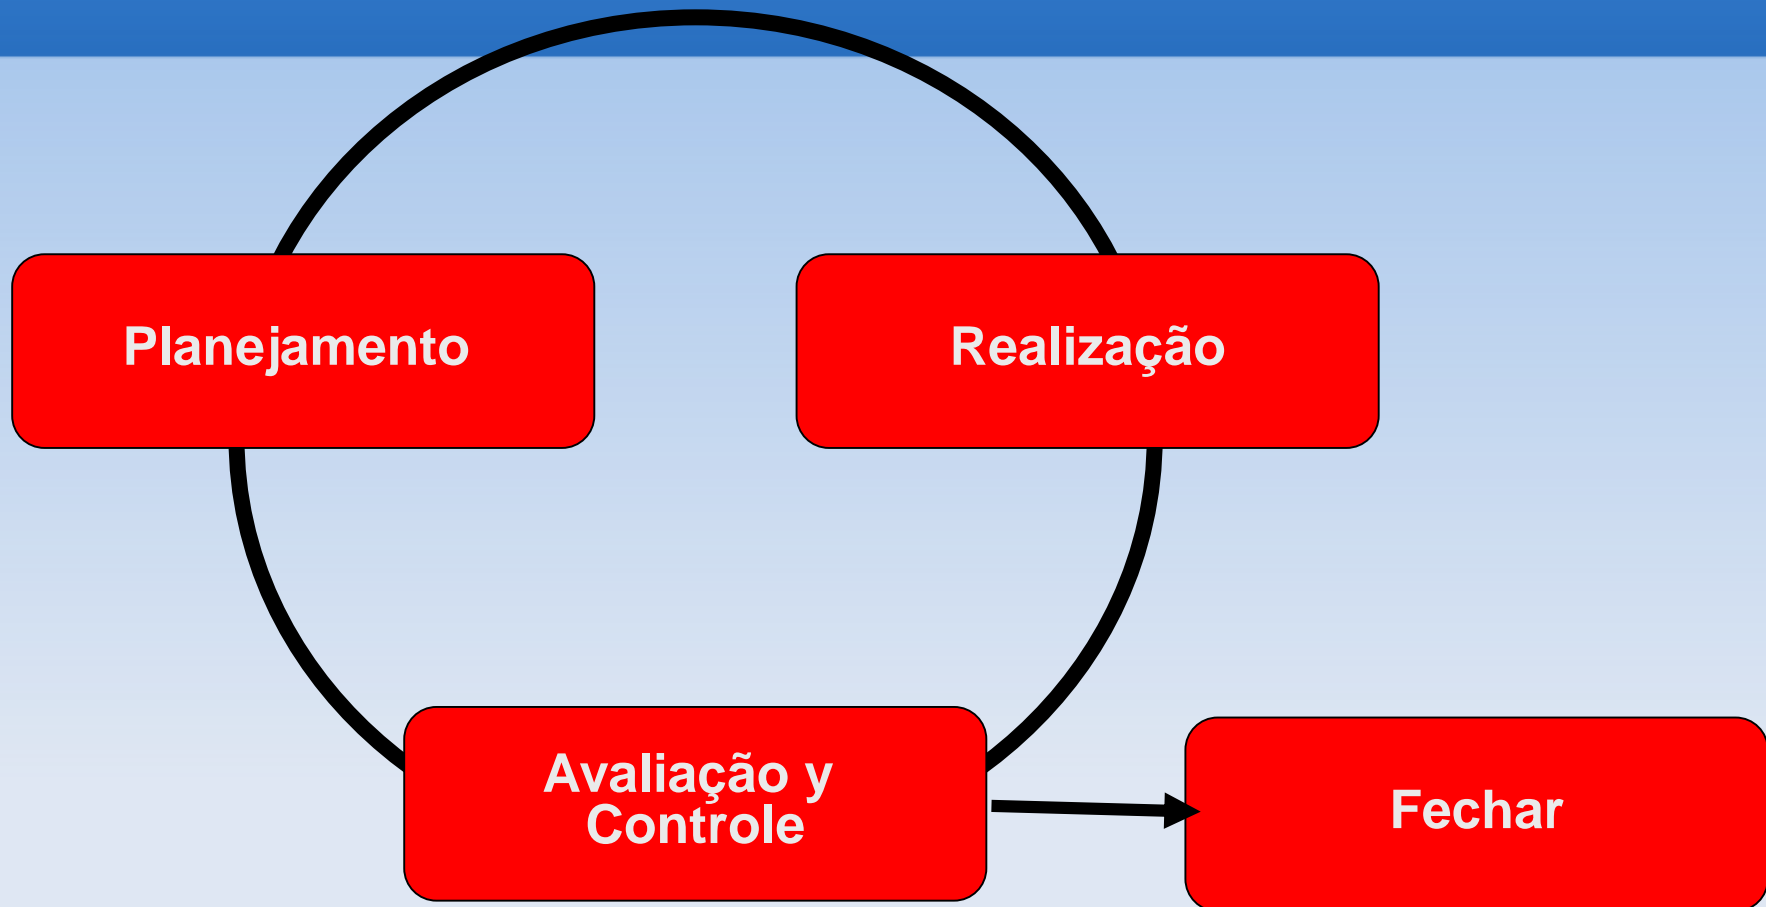 Planejamento
Realização
Avaliação y
Controle
Fechar